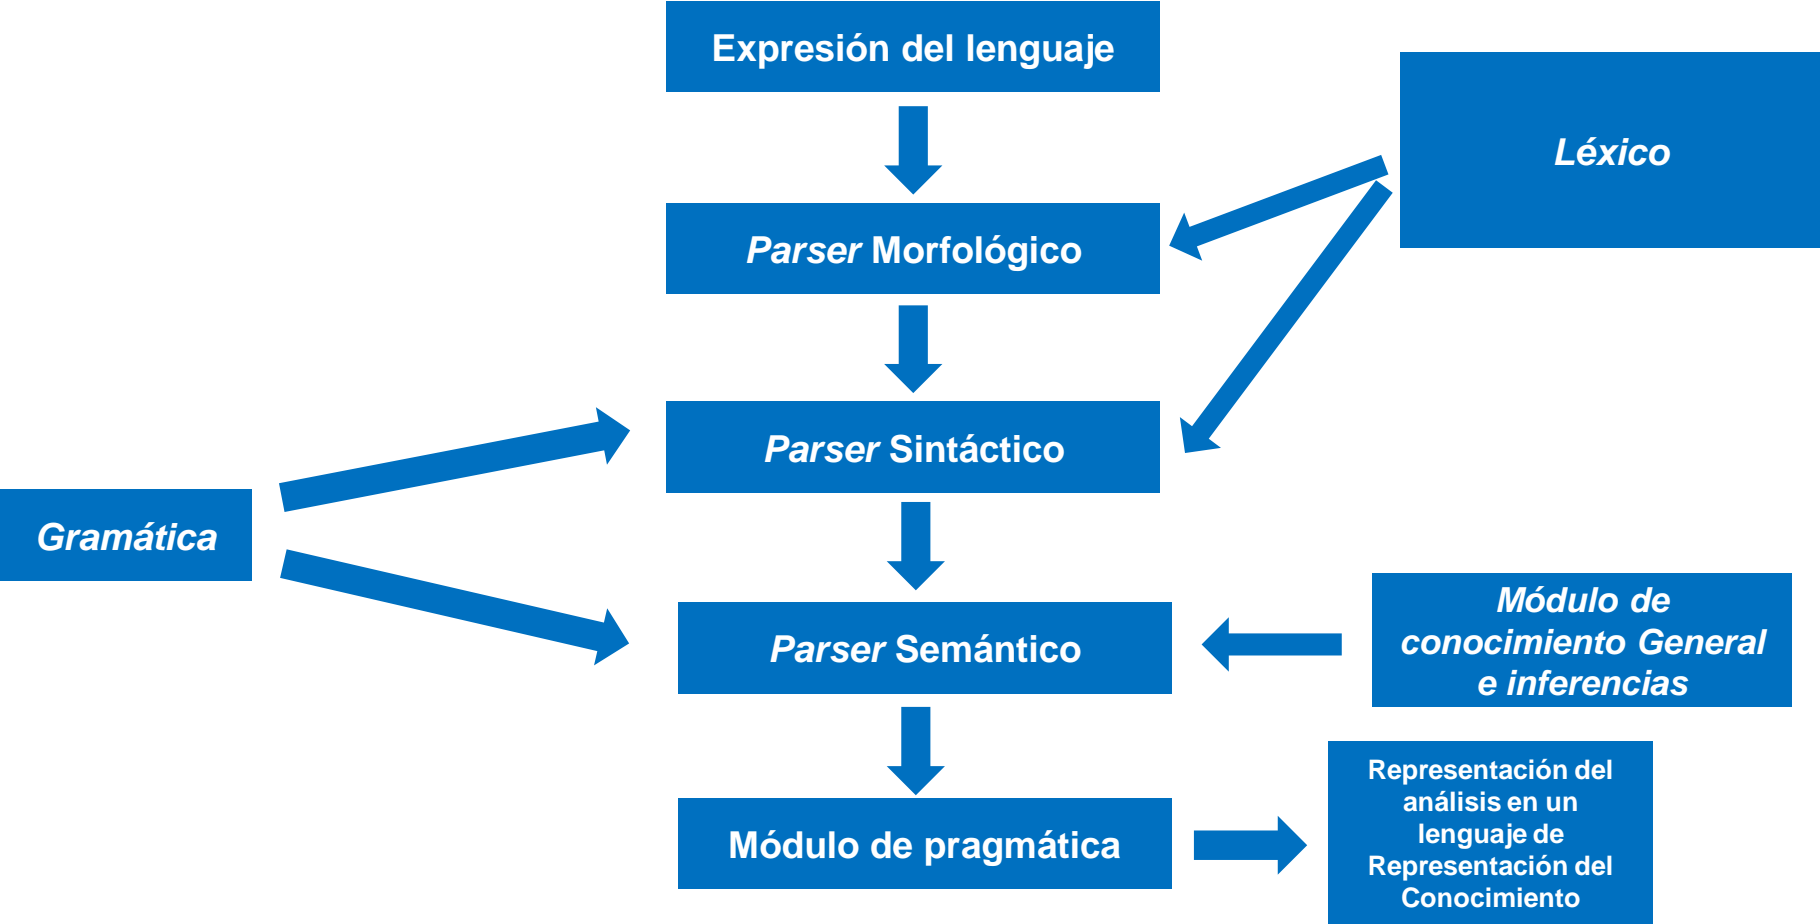 Expresión del lenguaje
Léxico
Parser Morfológico
Parser Sintáctico
Gramática
Parser Semántico
Módulo de
conocimiento General
e inferencias
Módulo de pragmática
Representación del
análisis en un
lenguaje de
Representación del
Conocimiento